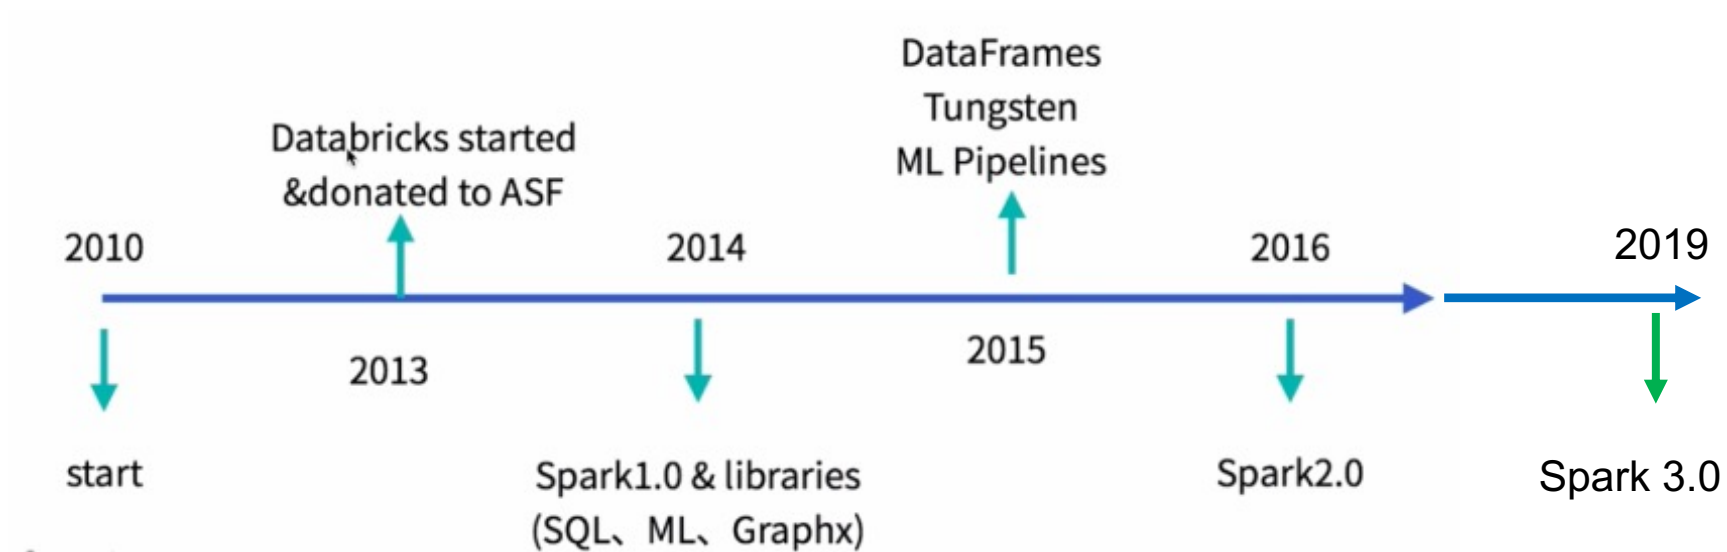 DataFrames
Tungsten
ML Pipelines
Databricks started
&donated to ASF
2010
2014
2016
2019
2013
2015
start
Spark1.0 & libraries
(SQL、ML、Graphx)
Spark2.0
Spark 3.0